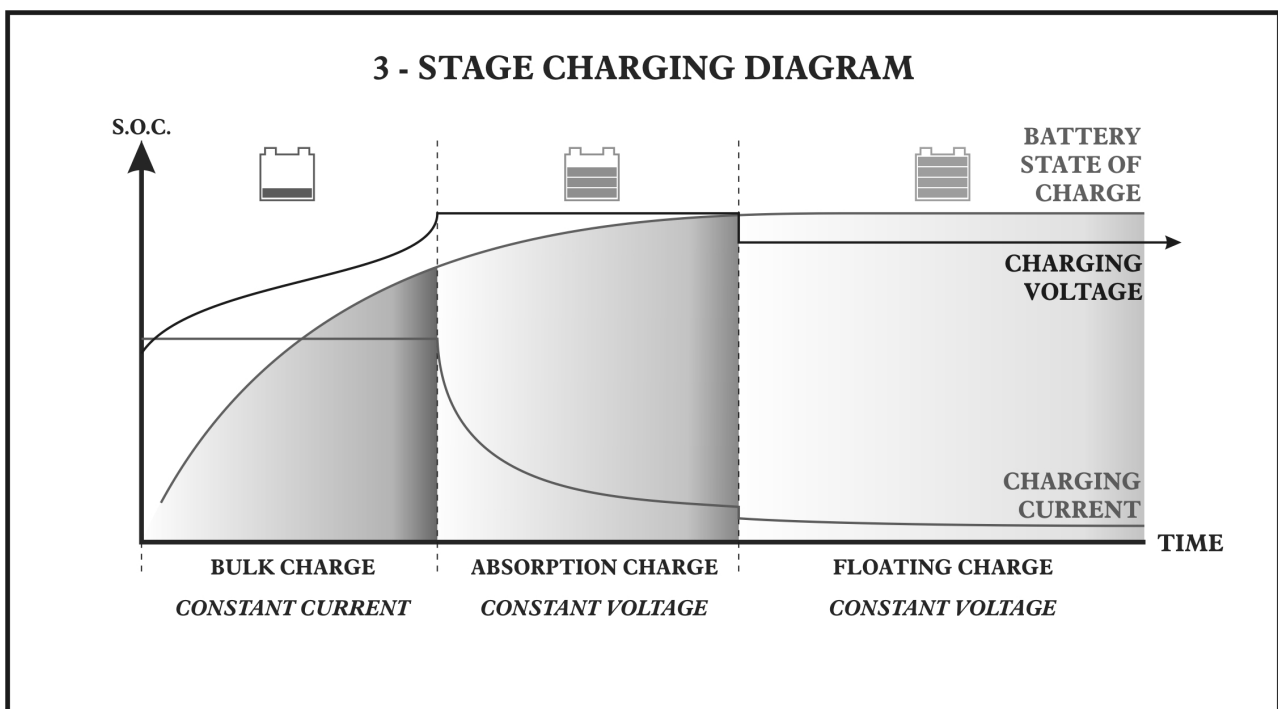 3 - STAGE CHARGING DIAGRAM
S.O.C.
BATTERY
STATE OF
CHARGE
CHARGING
VOLTAGE
CHARGING
CURRENT
TIME
BULK CHARGE
ABSORPTION CHARGE
FLOATING CHARGE
CONSTANT CURRENT
CONSTANT VOLTAGE
CONSTANT VOLTAGE